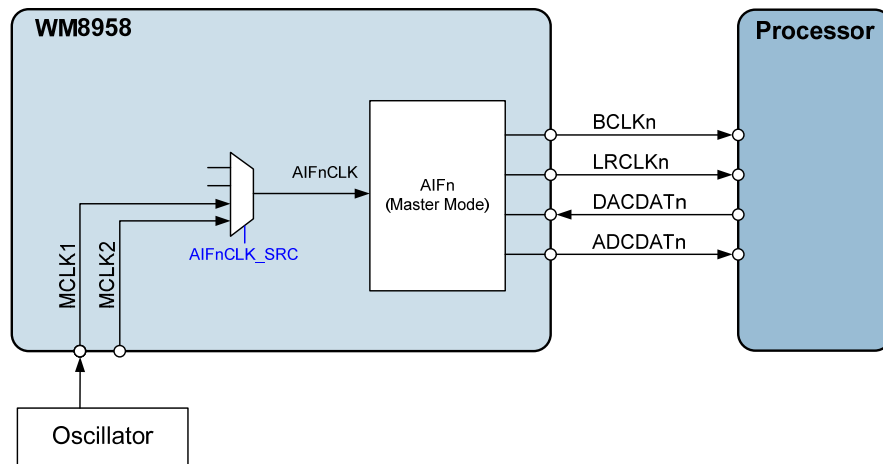 WM8958
Processor
BCLKn
AIFnCLK
LRCLKn
AIFn
(Master Mode)
DACDATn
ADCDATn
AIFnCLK_SRC
MCLK1
MCLK2
Oscillator